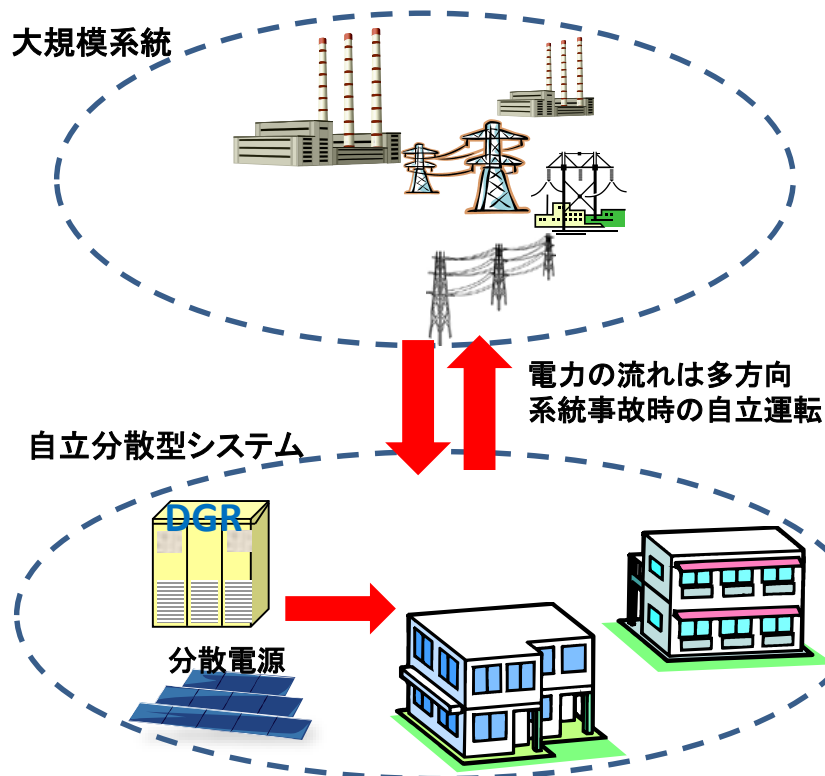 大規模系統
電力の流れは多方向
系統事故時の自立運転
自立分散型システム
DGR
分散電源